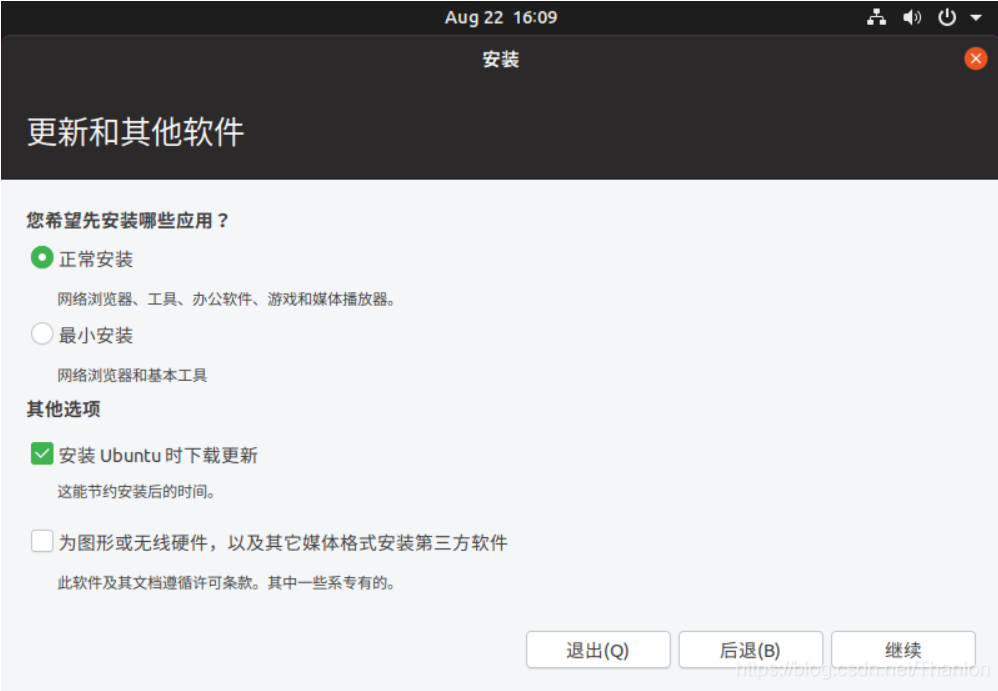 Aug 22 16:09
安装
更新和其他软件
您希望先安装哪些应用？
正常安装
网络浏览器、工具、办公软件、游戏和媒体播放器。
最小安装
网络浏览器和基本工具
其他选项
安装 Ubuntu 时下载更新
这能节约安装后的时间。
为图形或无线硬件，以及其它媒体格式安装第三方软件
此软件及其文档遵循许可条款。其中一些系专有的。
退出(Q) 后退(B) 继续
https://blog.csdn.net/Thanlon